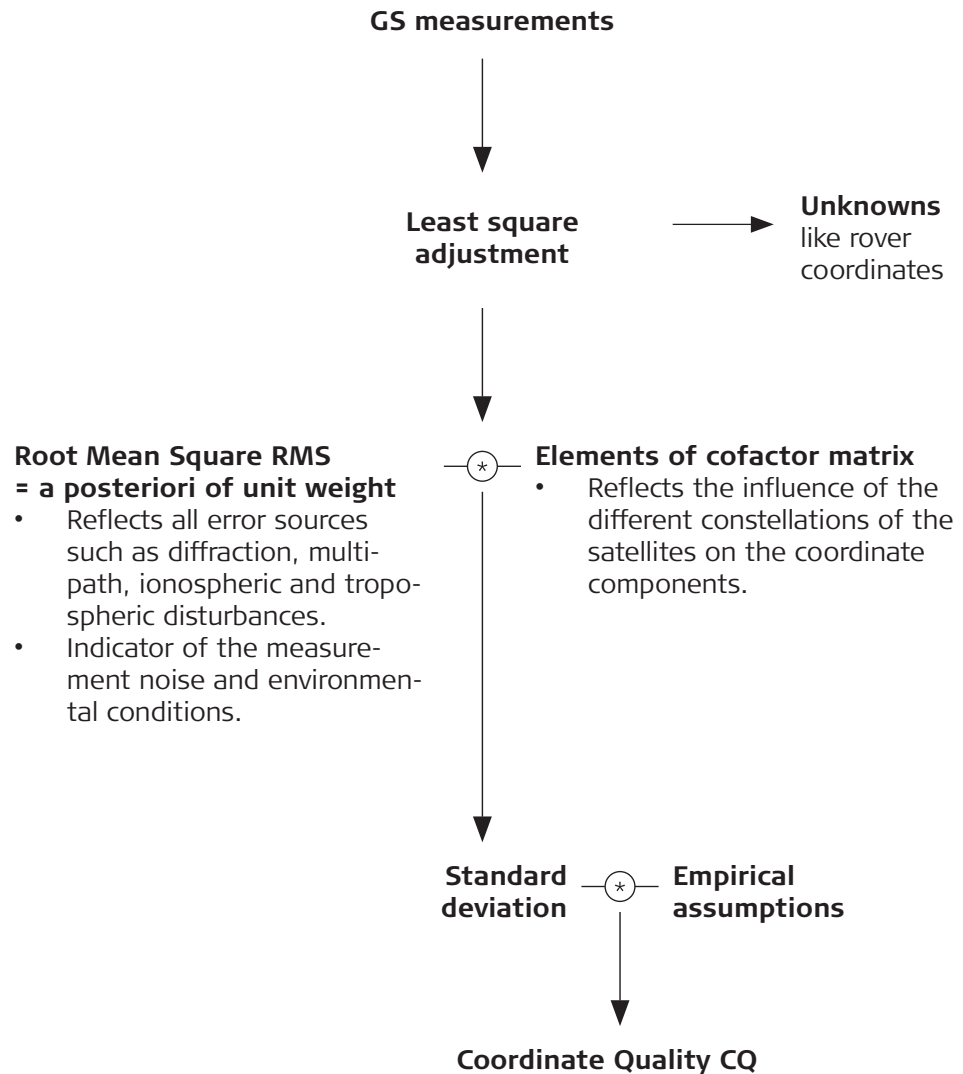 GS measurements
Least square
adjustment
Unknowns
like rover
coordinates
Root Mean Square RMS
= a posteriori of unit weight
• Reflects all error sources
such as diffraction, multi-
path, ionospheric and tropo-
spheric disturbances.
• Indicator of the measure-
ment noise and environmen-
tal conditions.
*
Elements of cofactor matrix
• Reflects the influence of the
different constellations of the
satellites on the coordinate
components.
Standard
deviation
*
Empirical
assumptions
Coordinate Quality CQ